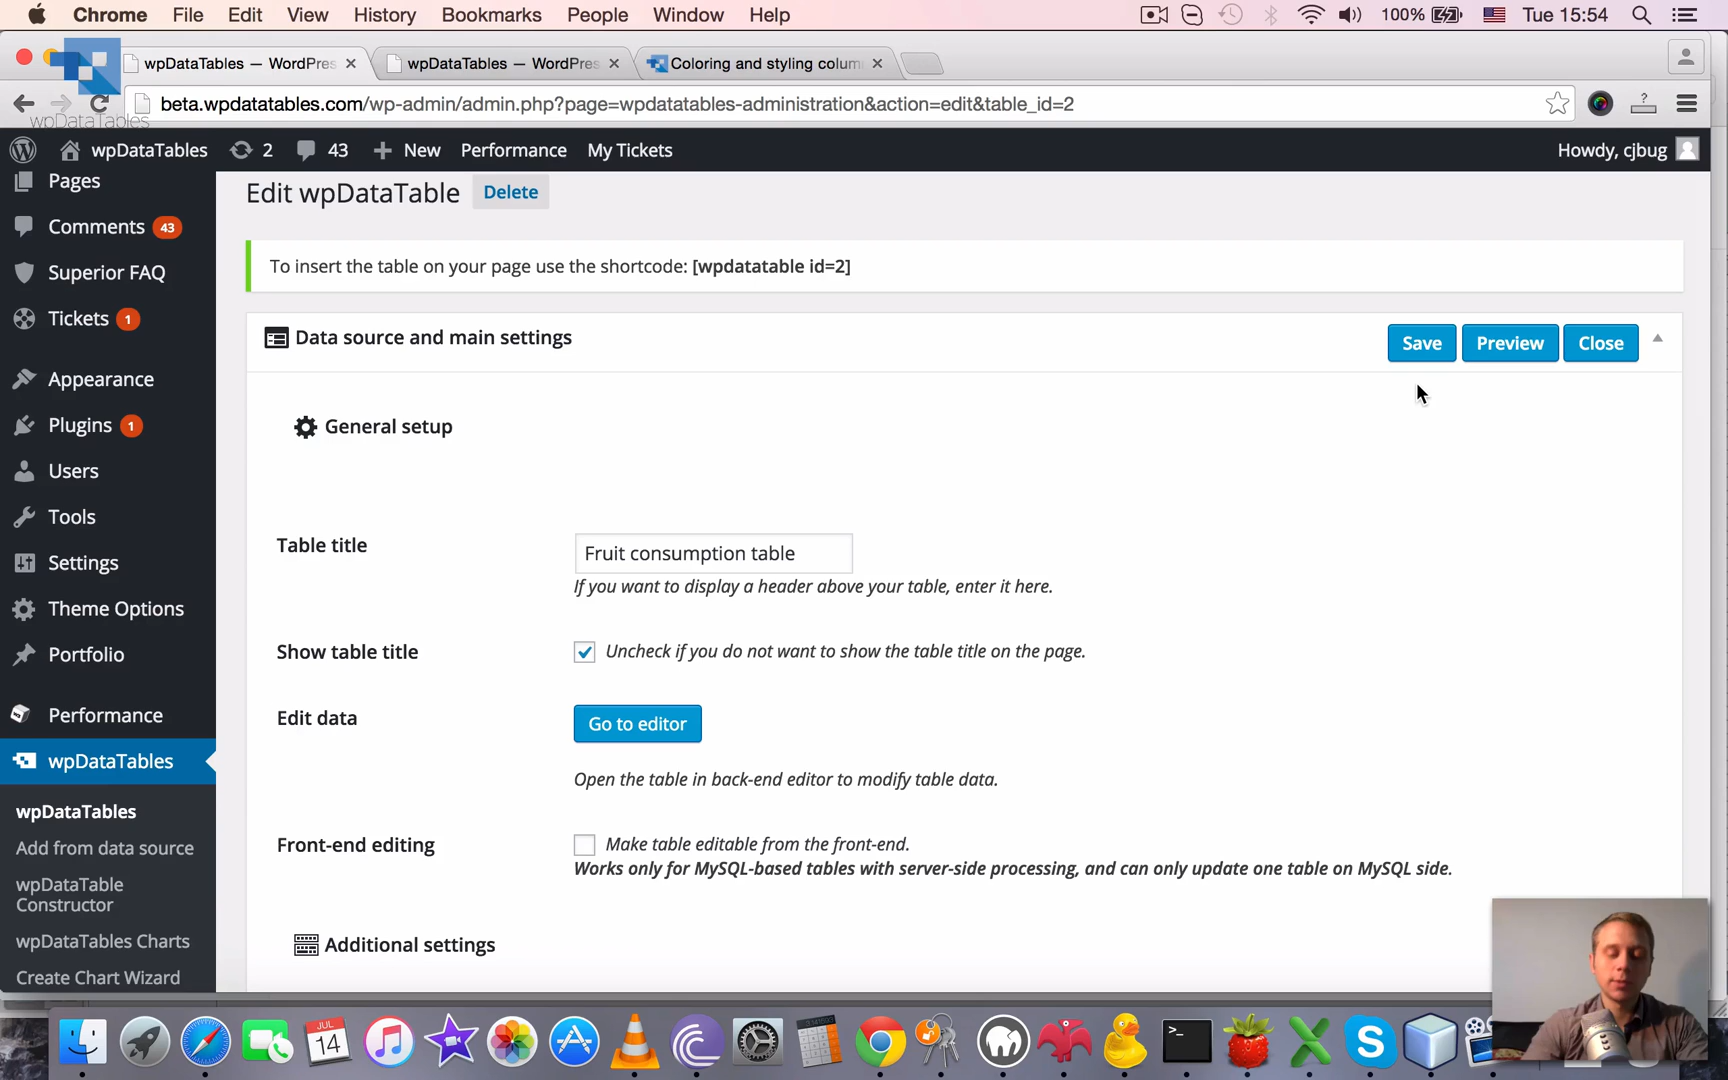 Chrome File Edit View History Bookmarks People Window Help 100% Tue 15:54
wpDataTables — WordPres wpDataTables — WordPres Coloring and styling colum
beta.wpdatatables.com/wp-admin/admin.php?page=wpdatatables-administration&action=edit&table_id=2
wpDataTables
wpDataTables 2 43 New Performance My Tickets Howdy, cjbug
Pages
Comments 43
Superior FAQ
Tickets 1
Appearance
Plugins 1
Users
Tools
Settings
Theme Options
Portfolio
Performance
wpDataTables
wpDataTables
Add from data source
wpDataTable
Constructor
wpDataTables Charts
Create Chart Wizard
Edit wpDataTable Delete
To insert the table on your page use the shortcode: [wpdatatable id=2]
Data source and main settings Save Preview Close
General setup
Table title Fruit consumption table
If you want to display a header above your table, enter it here.
Show table title Uncheck if you do not want to show the table title on the page.
Edit data Go to editor
Open the table in back-end editor to modify table data.
Front-end editing Make table editable from the front-end.
Works only for MySQL-based tables with server-side processing, and can only update one table on MySQL side.
Additional settings
JUL
14